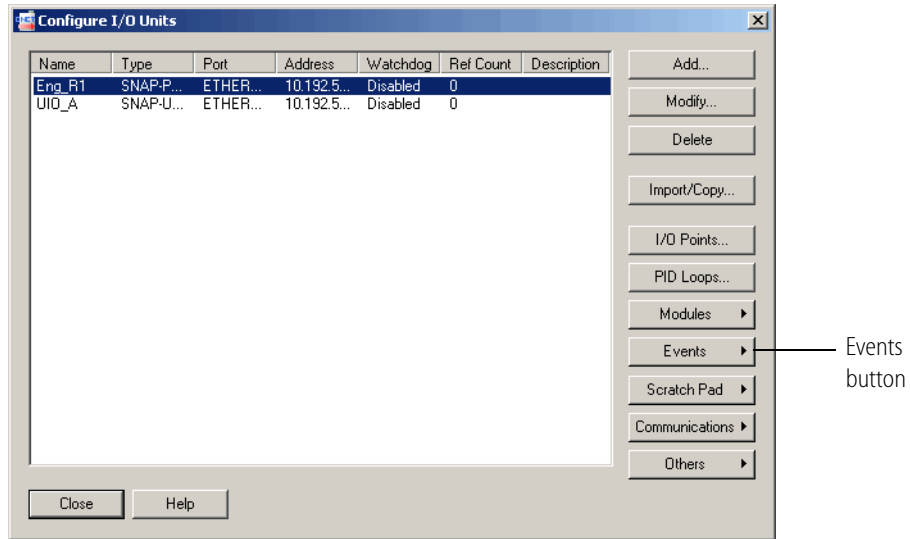 Configure I/O Units
Name Type Port Address Watchdog Ref Count Description
Eng_R1 SNAP-P... ETHER... 10.192.5... Disabled 0
UIO_A SNAP-U... ETHER... 10.192.5... Disabled 0
Add...
Modify...
Delete
Import/Copy...
I/O Points...
PID Loops...
Modules
Events
Scratch Pad
Communications
Others
Events
button
Close Help